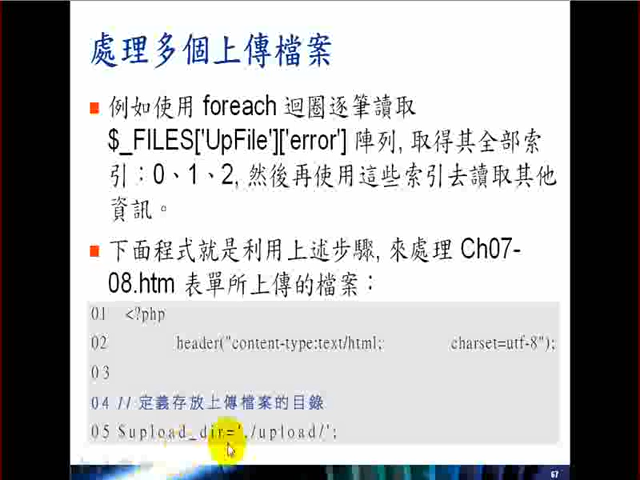 處理多個上傳檔案
例如使用 foreach 迴圈逐筆讀取
$_FILES['UpFile']['error'] 陣列, 取得其全部索
引：0、1、2, 然後再使用這些索引去讀取其他
資訊。
下面程式就是利用上述步驟, 來處理 Ch07-
08.htm 表單所上傳的檔案：
01 <?php
02 header("content-type:text/html; charset=utf-8");
03
04 // 定義存放上傳檔案的目錄
05 $upload_dir='./upload/';
67